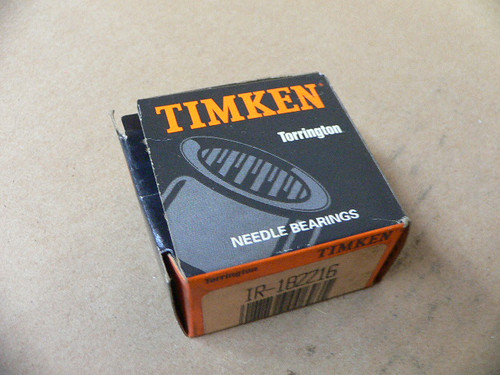 TIMKEN
Torrington
NEEDLE BEARINGS
Torrington TIMKEN
IR-182216